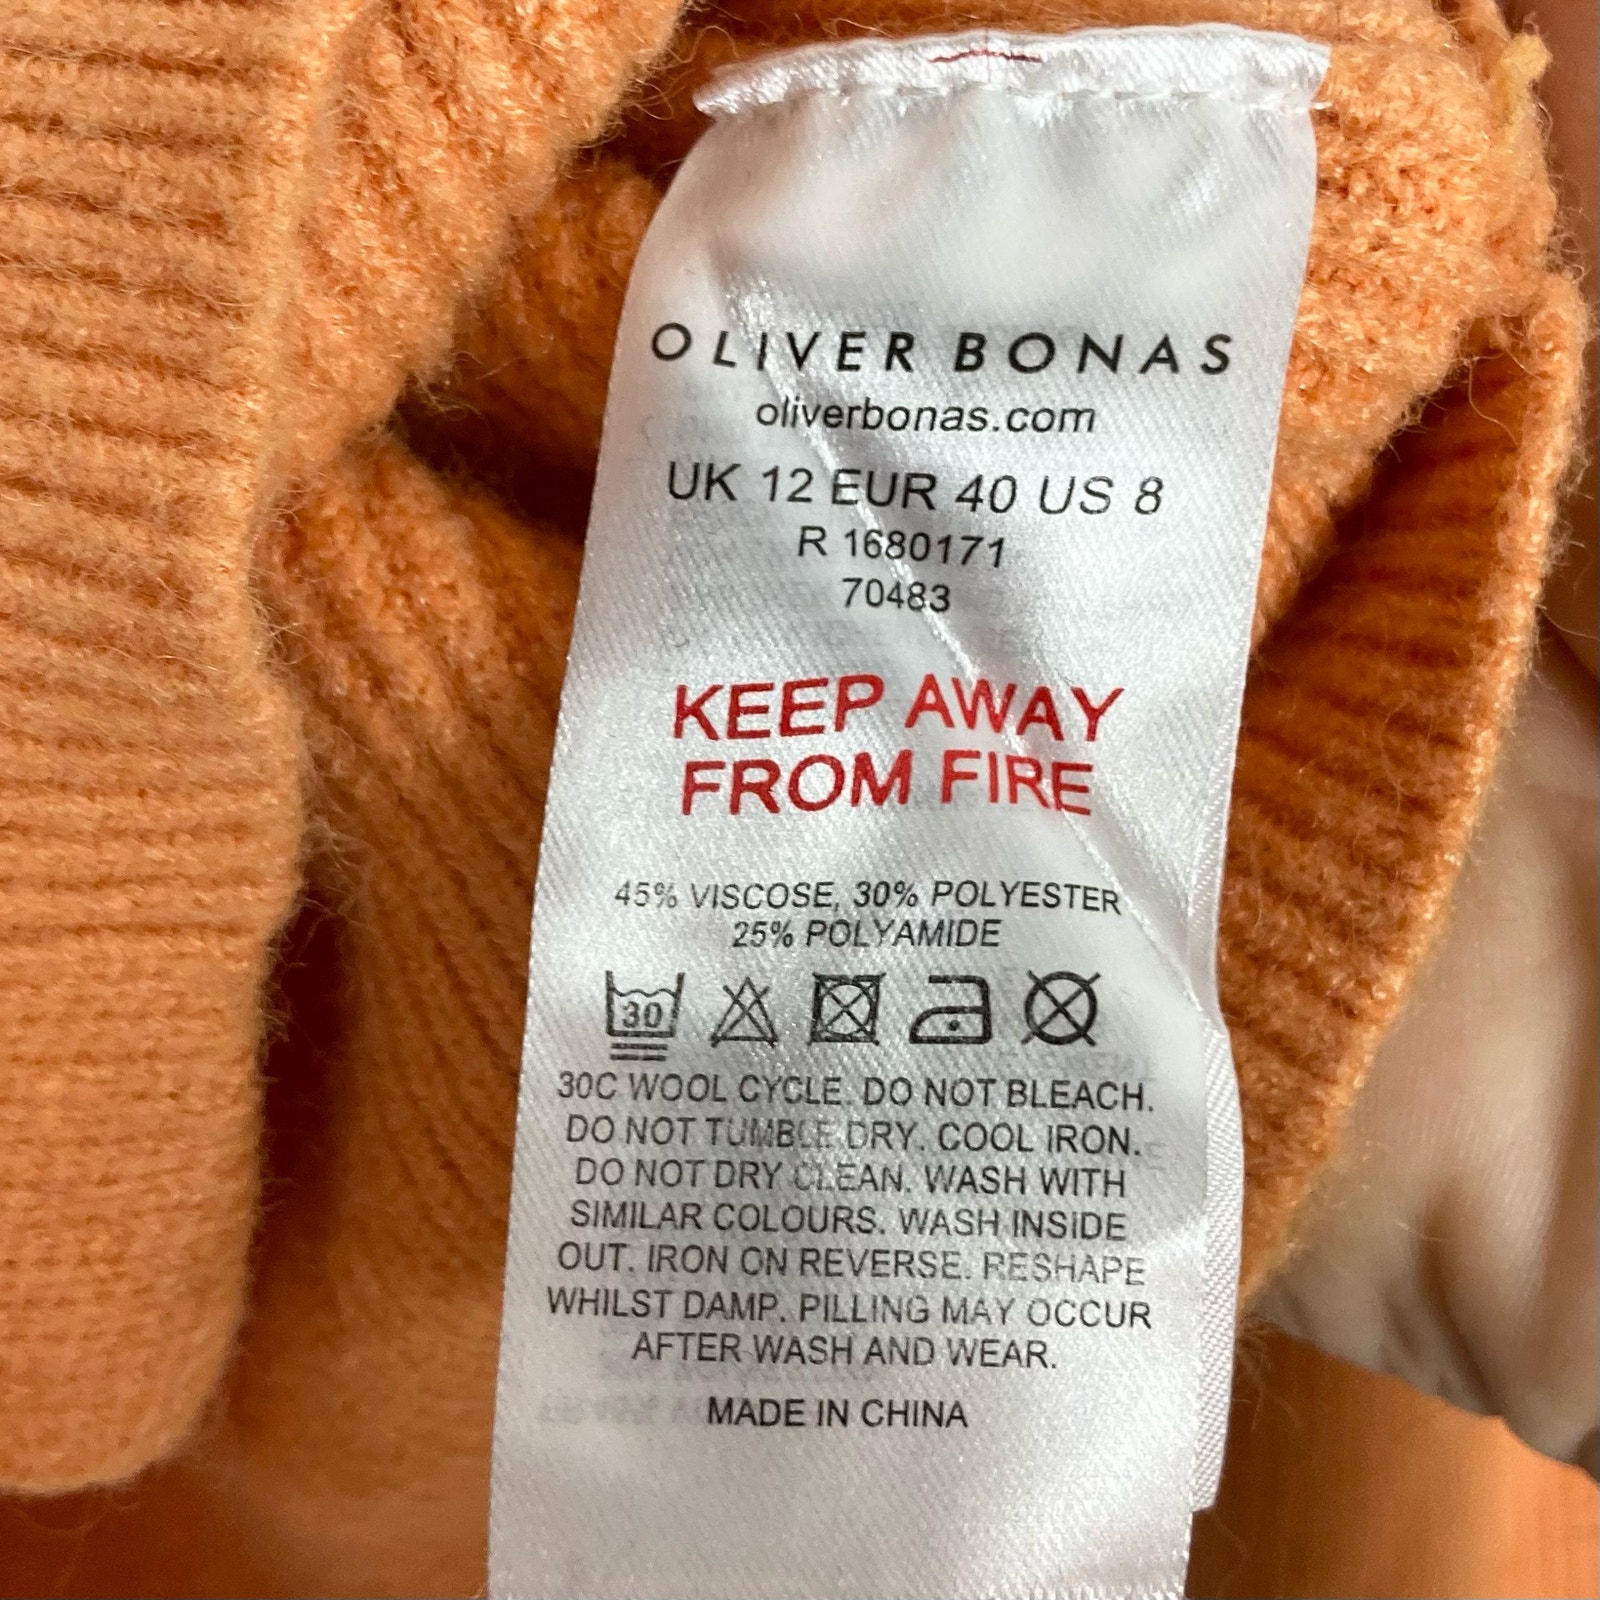 OLIVER BONAS
oliverbonas.com
UK 12 EUR 40 US 8
R 1680171
70483
KEEP AWAY
FROM FIRE
45% VISCOSE, 30% POLYESTER
25% POLYAMIDE
30
30C WOOL CYCLE. DO NOT BLEACH.
DO NOT TUMBLE DRY. COOL IRON.
DO NOT DRY CLEAN. WASH WITH
SIMILAR COLOURS. WASH INSIDE
OUT. IRON ON REVERSE. RESHAPE
WHILST DAMP. PILLING MAY OCCUR
AFTER WASH AND WEAR.
MADE IN CHINA